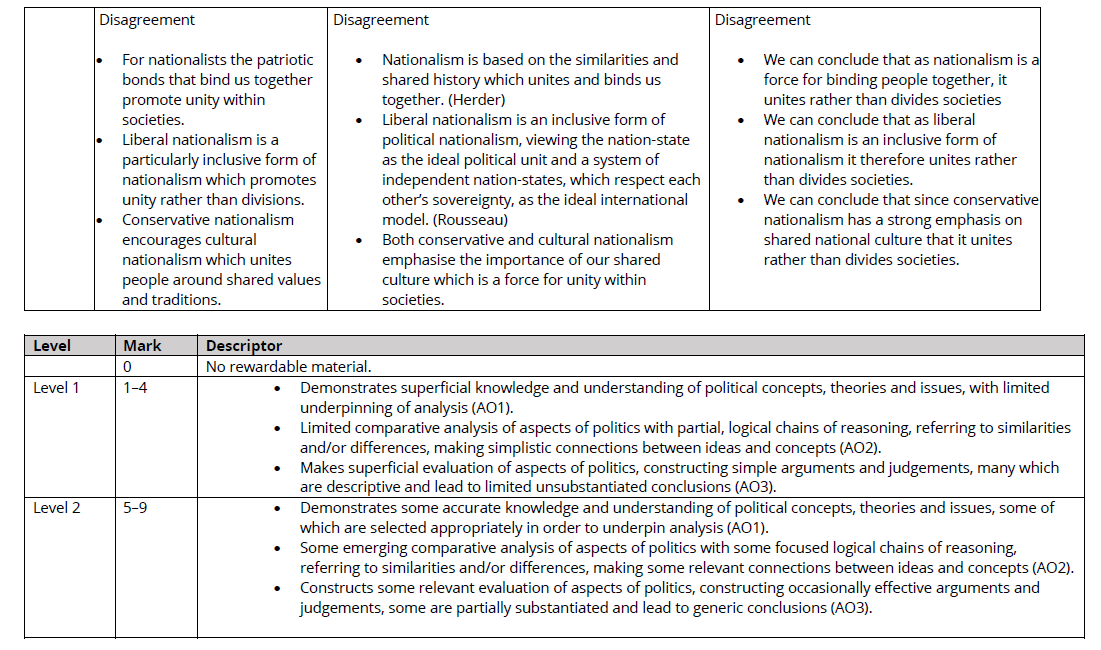 Disagreement
• For nationalists the patriotic
bonds that bind us together
promote unity within
societies.
• Liberal nationalism is a
particularly inclusive form of
nationalism which promotes
unity rather than divisions.
• Conservative nationalism
encourages cultural
nationalism which unites
people around shared values
and traditions.
Disagreement
• Nationalism is based on the similarities and
shared history which unites and binds us
together. (Herder)
• Liberal nationalism is an inclusive form of
political nationalism, viewing the nation-state
as the ideal political unit and a system of
independent nation-states, which respect each
other’s sovereignty, as the ideal international
model. (Rousseau)
• Both conservative and cultural nationalism
emphasise the importance of our shared
culture which is a force for unity within
societies.
Disagreement
• We can conclude that as nationalism is a
force for binding people together, it
unites rather than divides societies
• We can conclude that as liberal
nationalism is an inclusive form of
nationalism it therefore unites rather
than divides societies.
• We can conclude that since conservative
nationalism has a strong emphasis on
shared national culture that it unites
rather than divides societies.
Level Mark Descriptor
0 No rewardable material.
Level 1 1–4 • Demonstrates superficial knowledge and understanding of political concepts, theories and issues, with limited
underpinning of analysis (AO1).
• Limited comparative analysis of aspects of politics with partial, logical chains of reasoning, referring to similarities
and/or differences, making simplistic connections between ideas and concepts (AO2).
• Makes superficial evaluation of aspects of politics, constructing simple arguments and judgements, many which
are descriptive and lead to limited unsubstantiated conclusions (AO3).
Level 2 5–9 • Demonstrates some accurate knowledge and understanding of political concepts, theories and issues, some of
which are selected appropriately in order to underpin analysis (AO1).
• Some emerging comparative analysis of aspects of politics with some focused logical chains of reasoning,
referring to similarities and/or differences, making some relevant connections between ideas and concepts (AO2).
• Constructs some relevant evaluation of aspects of politics, constructing occasionally effective arguments and
judgements, some are partially substantiated and lead to generic conclusions (AO3).